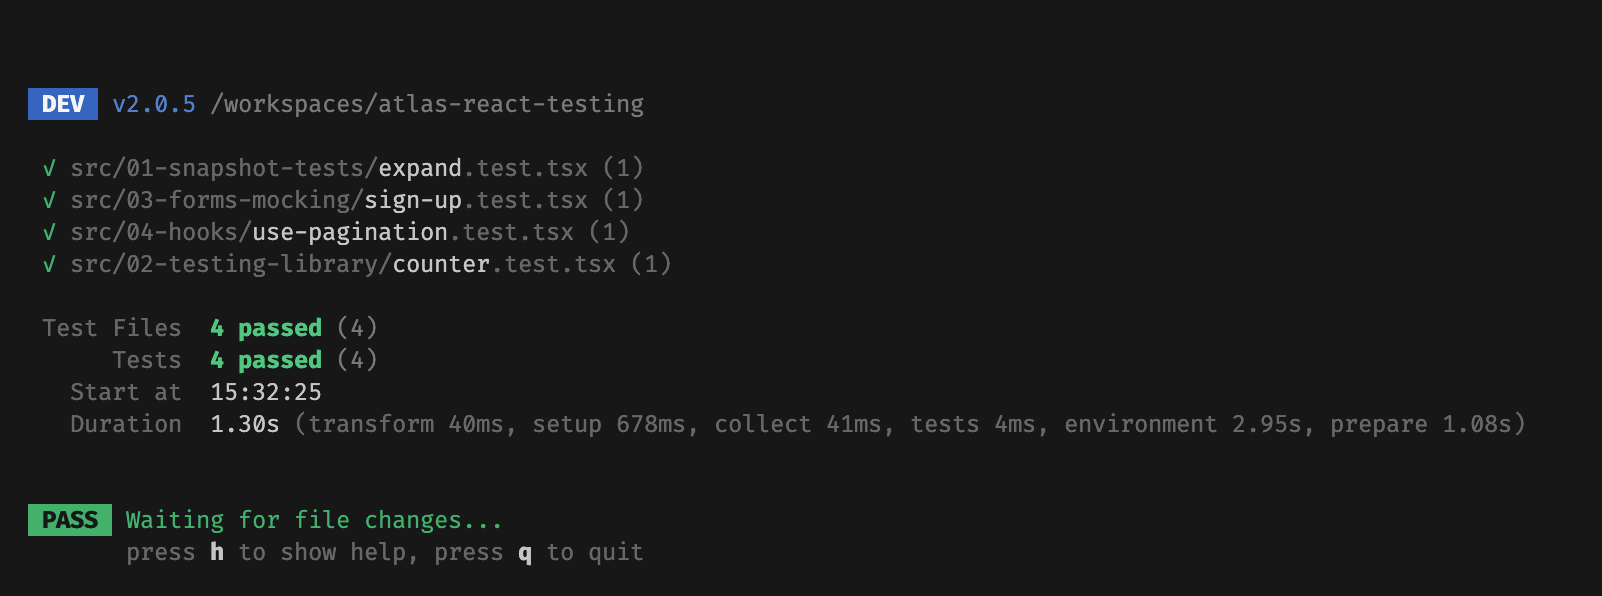 DEV v2.0.5 /workspaces/atlas-react-testing
√ src/01-snapshot-tests/expand.test.tsx (1)
√ src/03-forms-mocking/sign-up.test.tsx (1)
√ src/04-hooks/use-pagination.test.tsx (1)
√ src/02-testing-library/counter.test.tsx (1)
Test Files 4 passed (4)
Tests 4 passed (4)
Start at 15:32:25
Duration 1.30s (transform 40ms, setup 678ms, collect 41ms, tests 4ms, environment 2.95s, prepare 1.08s)
PASS Waiting for file changes...
press h to show help, press q to quit